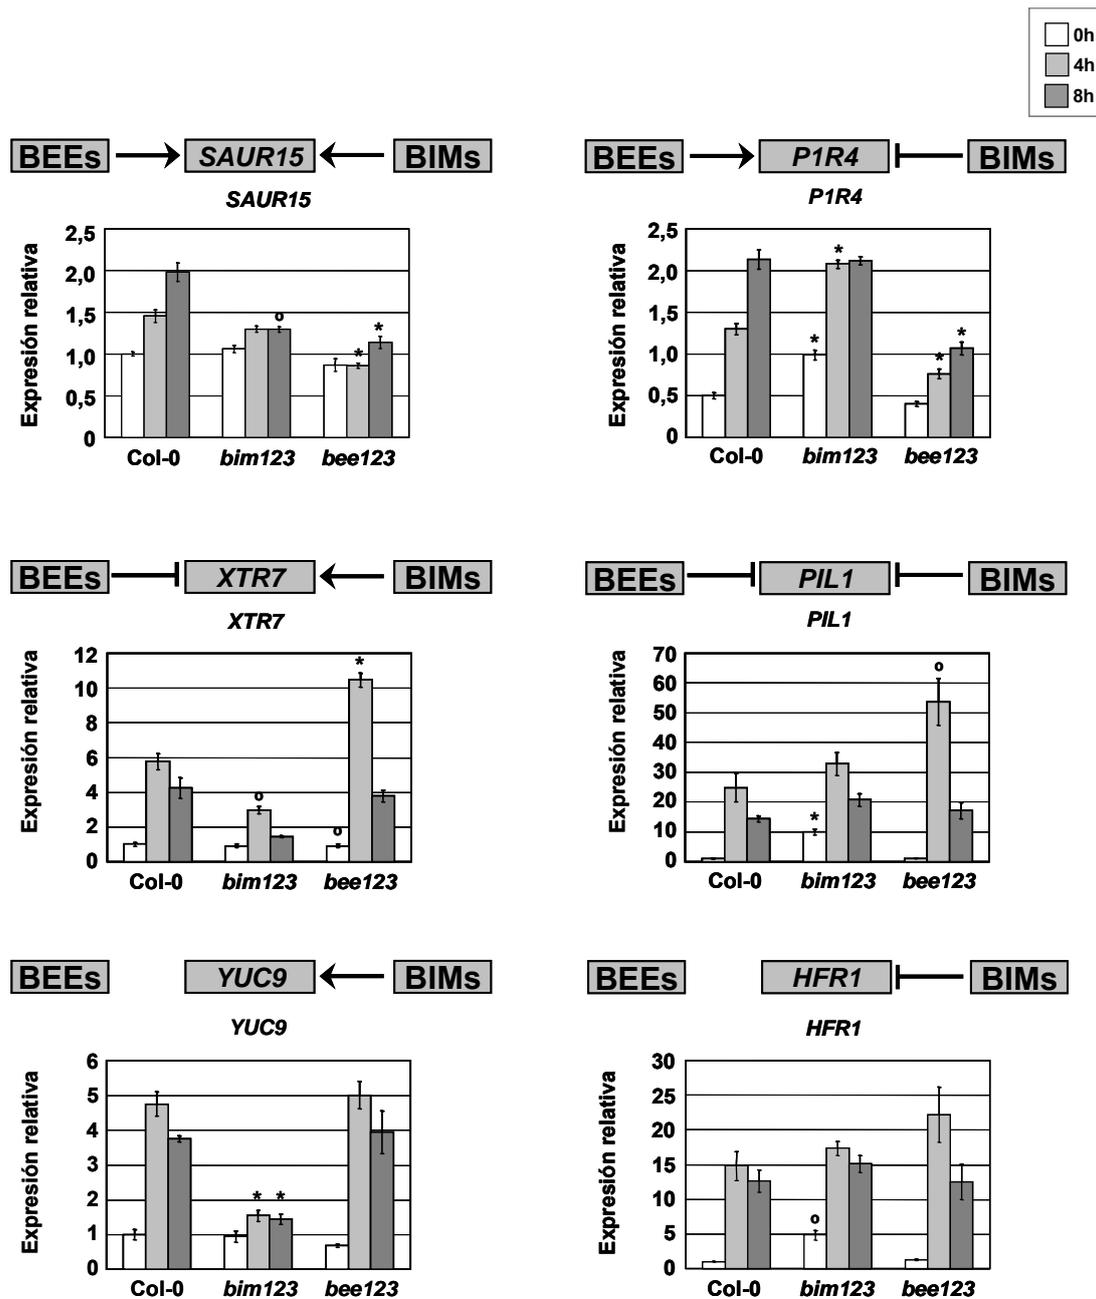 0h
4h
8h
BEEs SAUR15 BIMs
SAUR15
Expresión relativa
2,5
2,0
1,5
1,0
0,5
0
o
*
*
Col-0 bim123 bee123
BEEs P1R4 BIMs
P1R4
Expresión relativa
2,5
2,0
1,5
1,0
0,5
0
*
*
*
*
Col-0 bim123 bee123
BEEs XTR7 BIMs
XTR7
Expresión relativa
12
10
8
6
4
2
0
o
o
*
Col-0 bim123 bee123
BEEs PIL1 BIMs
PIL1
Expresión relativa
70
60
50
40
30
20
10
0
*
o
Col-0 bim123 bee123
BEEs YUC9 BIMs
YUC9
Expresión relativa
6
5
4
3
2
1
0
* *
Col-0 bim123 bee123
BEEs HFR1 BIMs
HFR1
Expresión relativa
30
25
20
15
10
5
0
o
Col-0 bim123 bee123